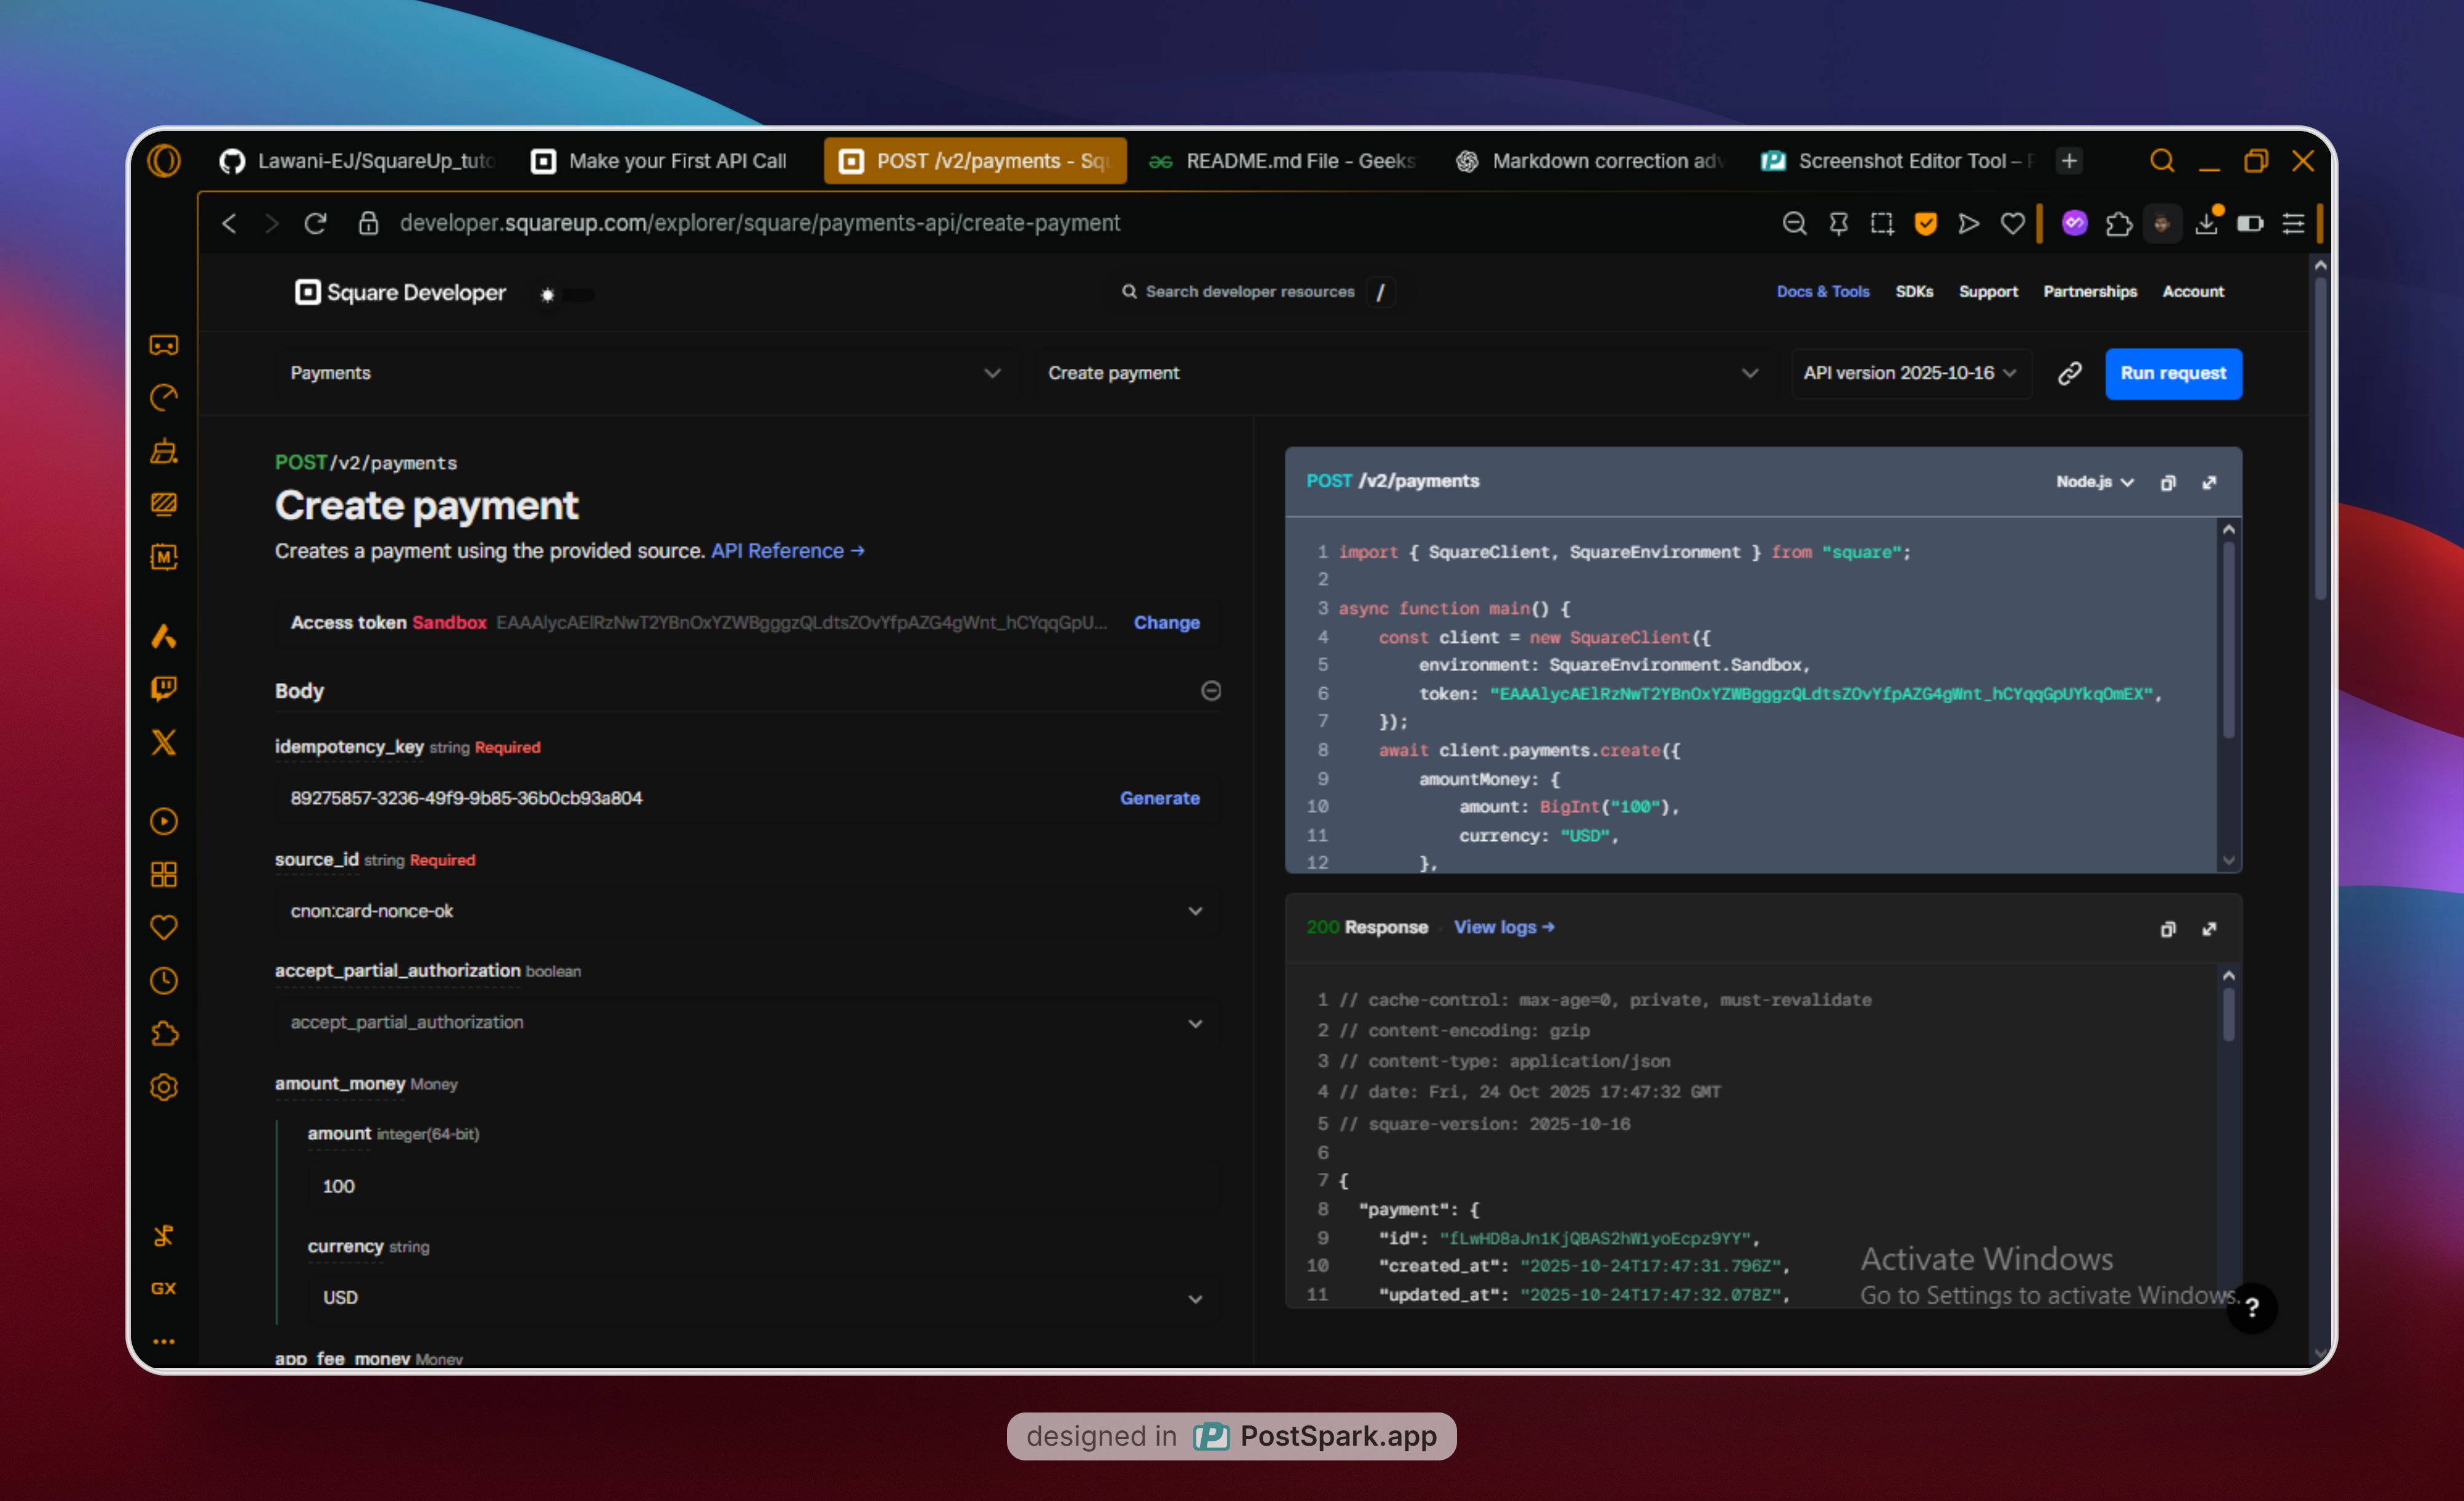 Lawani-EJ/SquareUp_tuto
Make your First API Call
POST /v2/payments - Squ
README.md File - Geeks
Markdown correction adv
Screenshot Editor Tool –
developer.squareup.com/explorer/square/payments-api/create-payment
Square Developer
Search developer resources /
Docs & Tools SDKs Support Partnerships Account
Payments
Create payment
API version 2025-10-16
Run request
POST /v2/payments
Create payment
Creates a payment using the provided source. API Reference →
Access token Sandbox EAAAlycAElRzNwT2YBnOxYZWBgggzQLdtsZOvYfpAZG4gWnt_hCYqqGpU... Change
Body
idempotency_key string Required
89275857-3236-49f9-9b85-36b0cb93a804 Generate
source_id string Required
cnon:card-nonce-ok
accept_partial_authorization boolean
accept_partial_authorization
amount_money Money
amount integer(64-bit)
100
currency string
USD
app_fee_money Money
POST /v2/payments
Node.js
1 import { SquareClient, SquareEnvironment } from "square";
2
3 async function main() {
4 const client = new SquareClient({
5 environment: SquareEnvironment.Sandbox,
6 token: "EAAAlycAElRzNwT2YBnOxYZWBgggzQLdtsZOvYfpAZG4gWnt_hCYqqGpUYkqOmEX",
7 });
8 await client.payments.create({
9 amountMoney: {
10 amount: BigInt("100"),
11 currency: "USD",
12 },
200 Response · View logs →
1 // cache-control: max-age=0, private, must-revalidate
2 // content-encoding: gzip
3 // content-type: application/json
4 // date: Fri, 24 Oct 2025 17:47:32 GMT
5 // square-version: 2025-10-16
6
7 {
8 "payment": {
9 "id": "fLwHD8aJn1KjQBAS2hW1yoEcpz9YY",
10 "created_at": "2025-10-24T17:47:31.796Z",
11 "updated_at": "2025-10-24T17:47:32.078Z",
Activate Windows
Go to Settings to activate Windows.
?
M
GX
designed in PostSpark.app